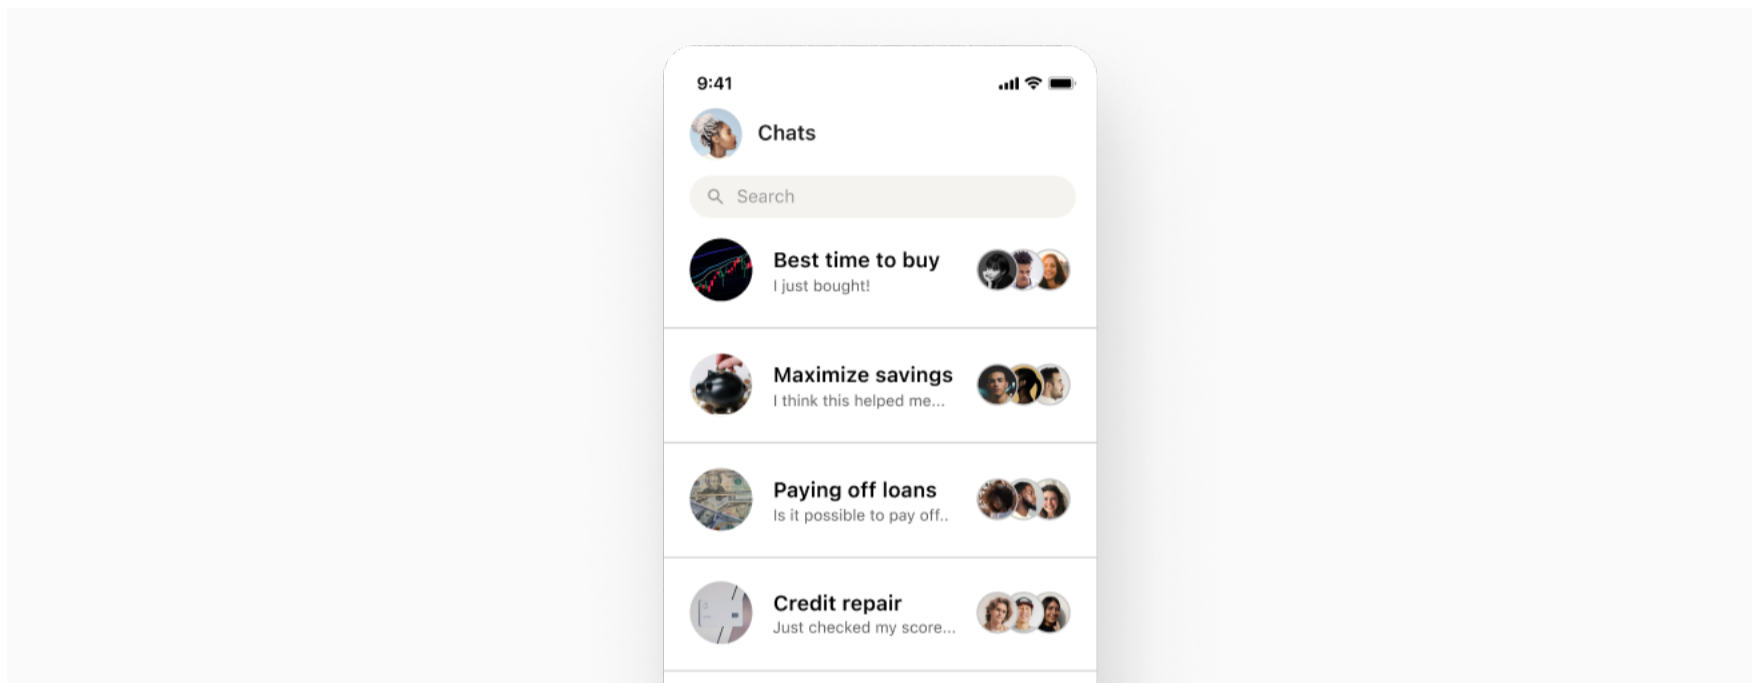 9:41
Chats
Search
Best time to buy
I just bought!
Maximize savings
I think this helped me...
Paying off loans
Is it possible to pay off..
Credit repair
Just checked my score...